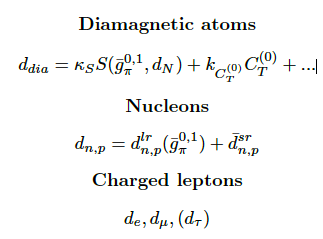 Diamagnetic atoms
d_{dia} = κ_S S(ḡ_π^{0,1}, d_N) + k_{C_T^{(0)}} C_T^{(0)} + ...|
Nucleons
d_{n,p} = d_{n,p}^{lr}(ḡ_π^{0,1}) + d̄_{n,p}^{sr}
Charged leptons
d_e, d_μ, (d_τ)